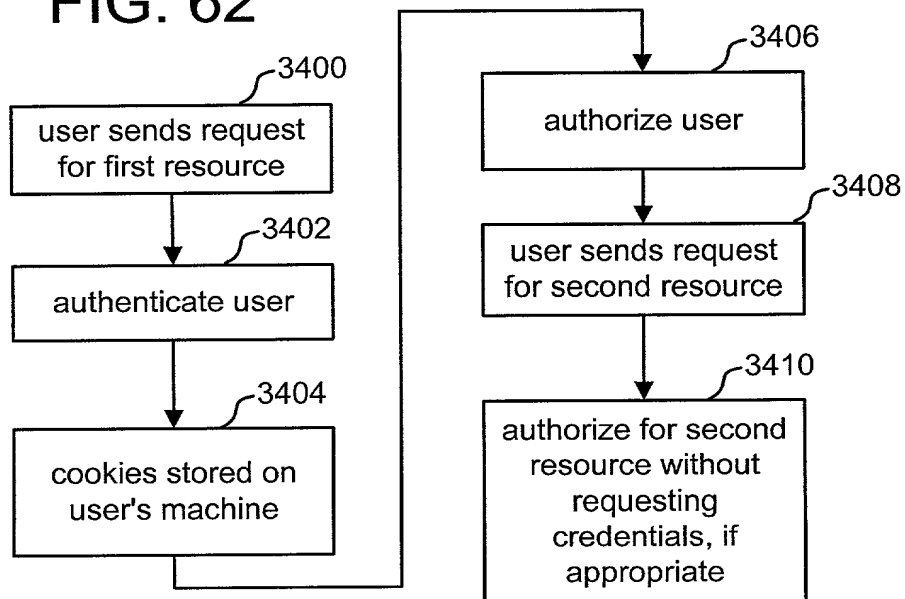 FIG. 62
3400
user sends request
for first resource
3402
authenticate user
3404
cookies stored on
user's machine
3406
authorize user
3408
user sends request
for second resource
3410
authorize for second
resource without
requesting
credentials, if
appropriate